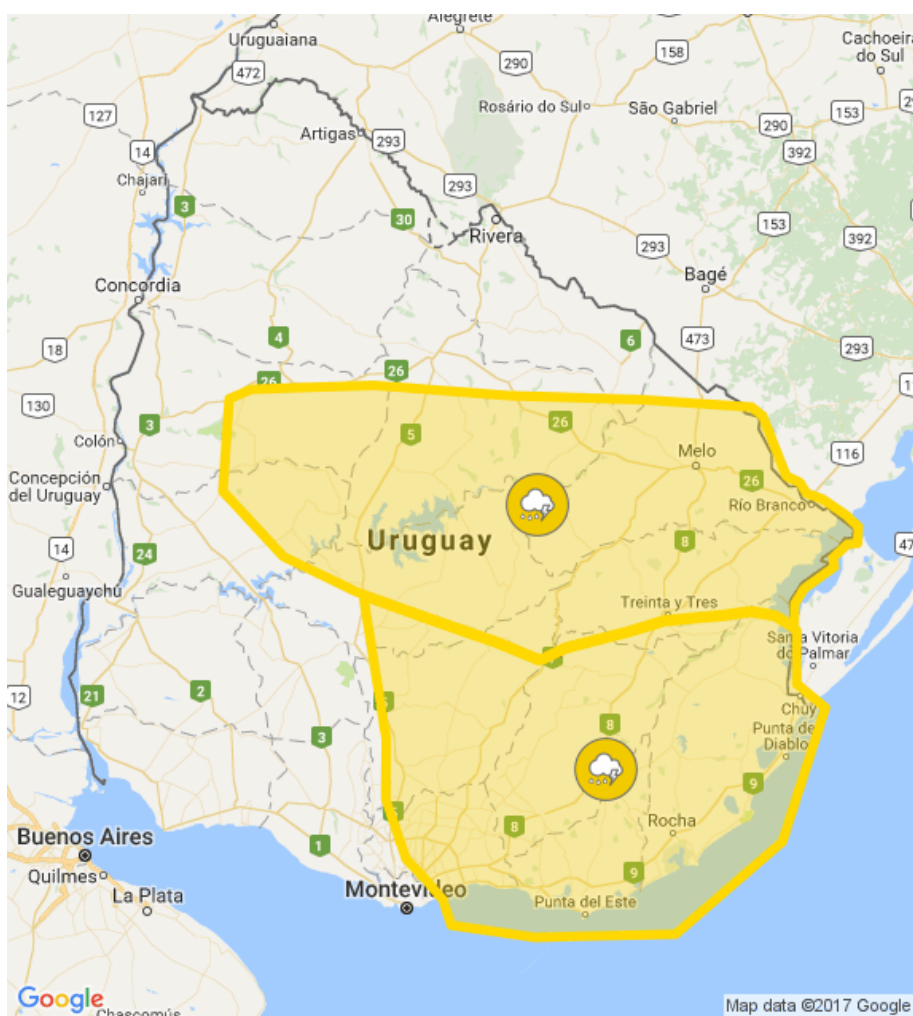 Alegrete
Uruguaiana
290
158
Cachoeira
do Sul
472
Rosário do Sul
São Gabriel
127
153
153
290
Artigas
293
14
392
Chajarí
293
3
30
153
Rivera
293
392
Bagé
Concordia
4
6
473
18
293
26
26
130
3
5
26
Colón
Melo
116
Concepción
del Uruguay
26
Río Branco
Uruguay
8
14
24
Gualeguaychú
Treinta y Tres
Santa Vitoria
do Palmar
12
21
2
Chuy
8
Punta de
Diablo
3
9
8
Rocha
Buenos Aires
1
9
Quilmes
Montevideo
La Plata
Punta del Este
Google
Map data ©2017 Google
Chascomús